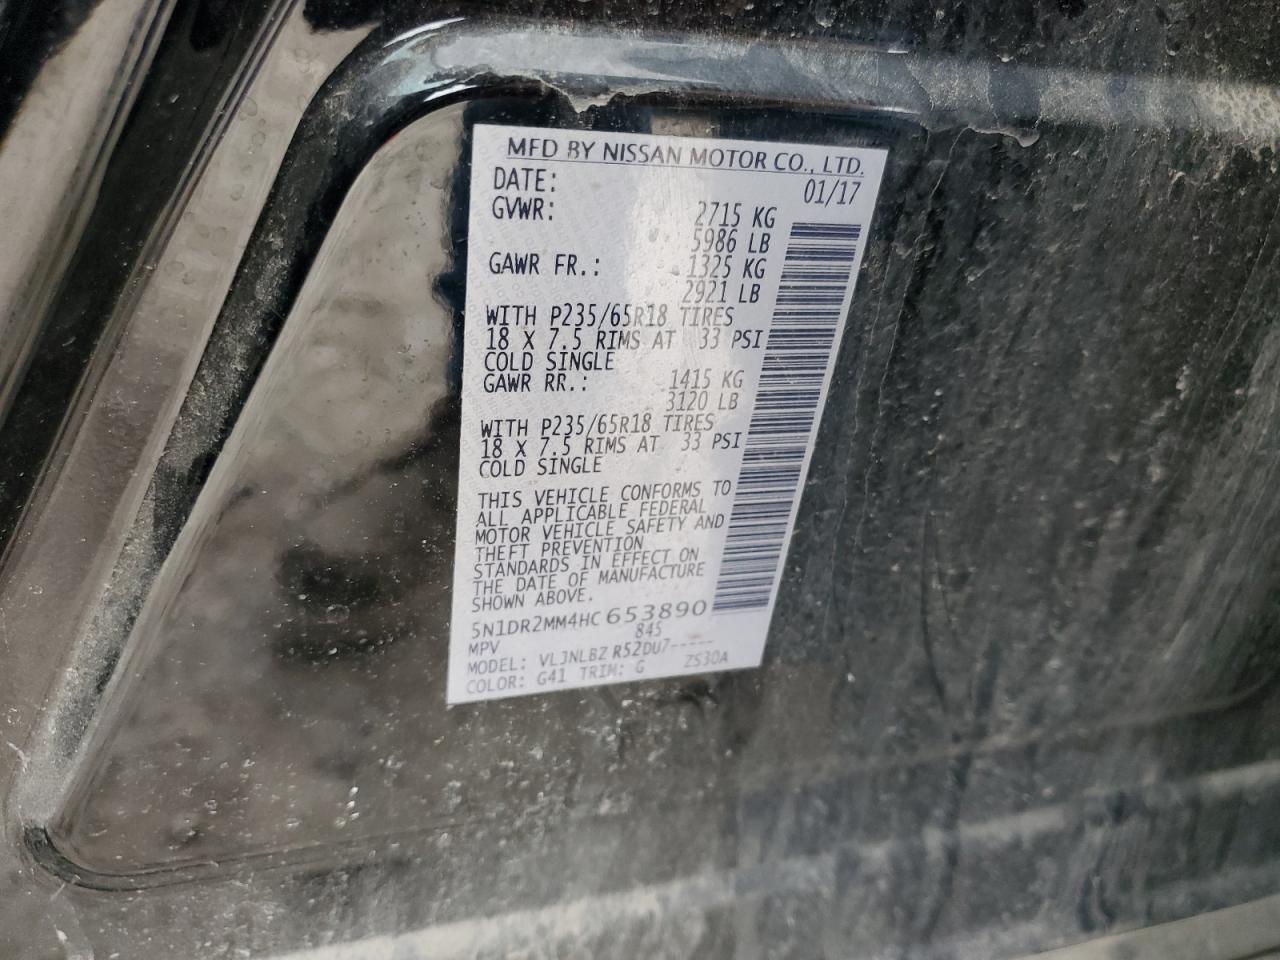 MFD BY NISSAN MOTOR CO., LTD.
DATE: 01/17
GVWR: 2715 KG
5986 LB
GAWR FR.: 1325 KG
2921 LB
WITH P235/65R18 TIRES
18 X 7.5 RIMS AT 33 PSI
COLD SINGLE
GAWR RR.: 1415 KG
3120 LB
WITH P235/65R18 TIRES
18 X 7.5 RIMS AT 33 PSI
COLD SINGLE
THIS VEHICLE CONFORMS TO
ALL APPLICABLE FEDERAL
MOTOR VEHICLE SAFETY AND
THEFT PREVENTION
STANDARDS IN EFFECT ON
THE DATE OF MANUFACTURE
SHOWN ABOVE.
5N1DR2MM4HC 653890
MPV 845
MODEL: VLJNLBZ R52DU7-----
COLOR: G41 TRIM: G ZS30A